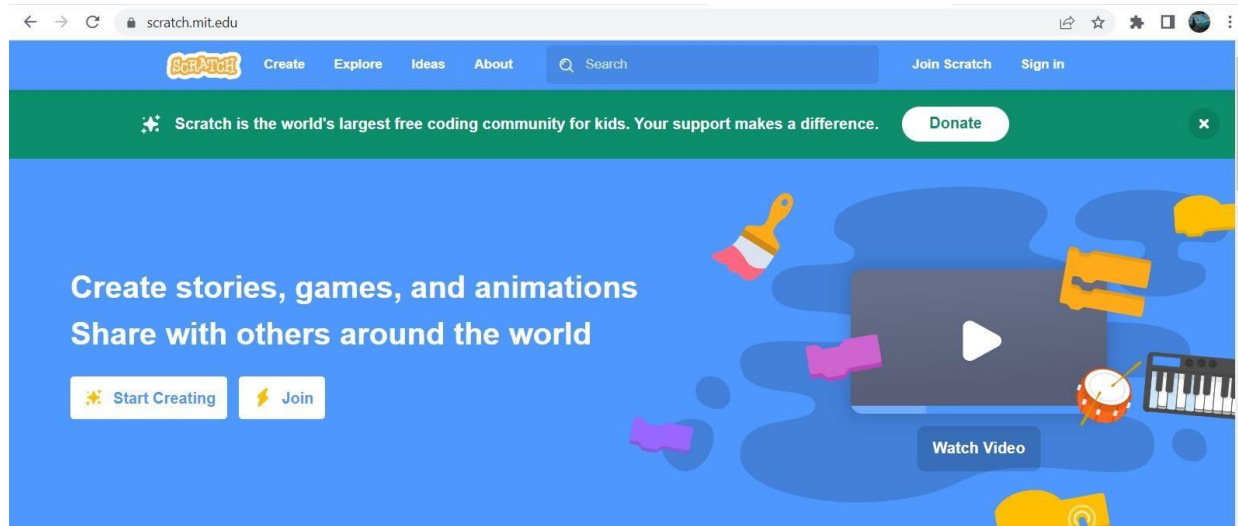 scratch.mit.edu
SCRATCH Create Explore Ideas About Search Join Scratch Sign in
Scratch is the world's largest free coding community for kids. Your support makes a difference. Donate
Create stories, games, and animations
Share with others around the world
Start Creating Join
Watch Video